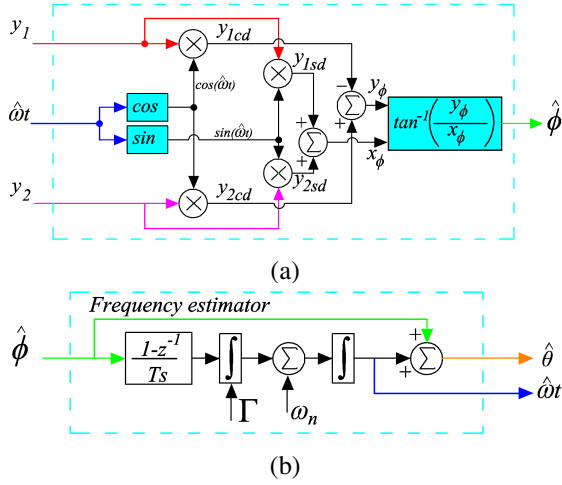 y₁
y₁cd
y₁sd
cos(ω̂t)
ω̂t
cos
sin
sin(ω̂t)
−
+
Σ
yᵩ
tan⁻¹(yᵩ/xᵩ)
ϕ̂
+
+
Σ
xᵩ
y₂
y₂cd
y₂sd
(a)
Frequency estimator
ϕ̂
1-z⁻¹
Ts
∫
Σ
∫
+
+
Σ
θ̂
ω̂t
Γ
ωₙ
(b)